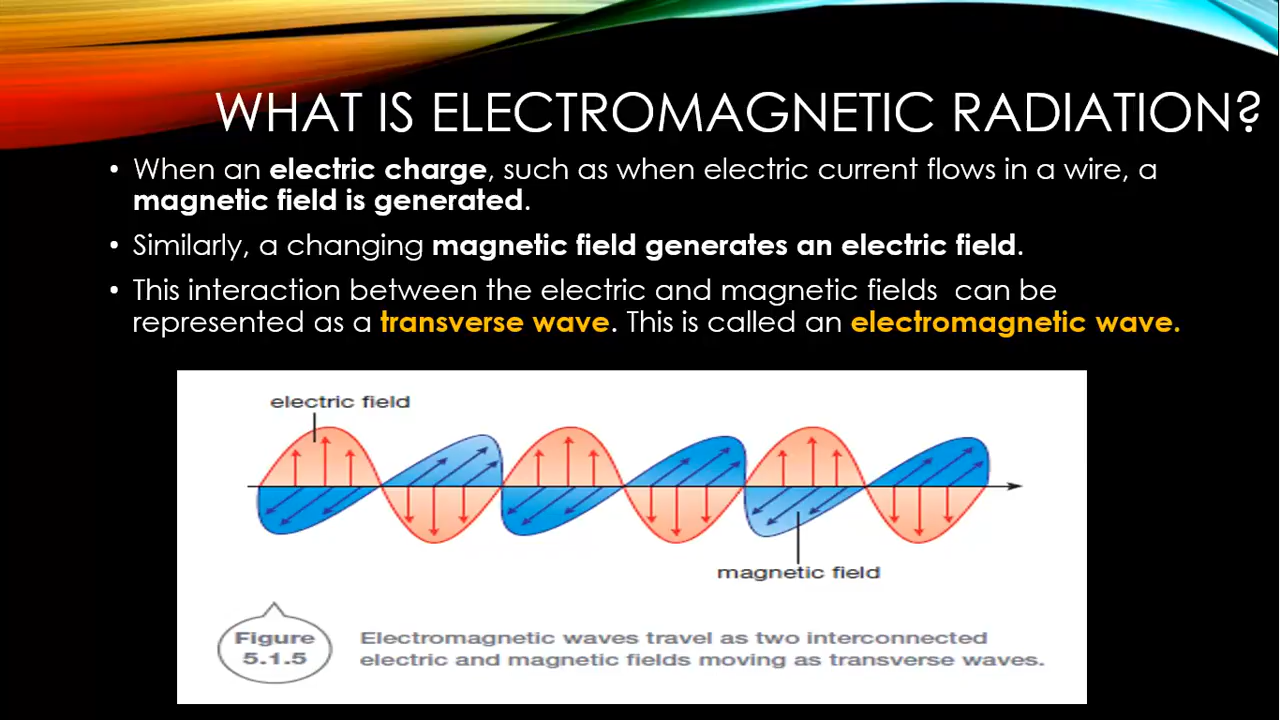 WHAT IS ELECTROMAGNETIC RADIATION?
• When an electric charge, such as when electric current flows in a wire, a
magnetic field is generated.
• Similarly, a changing magnetic field generates an electric field.
• This interaction between the electric and magnetic fields can be
represented as a transverse wave. This is called an electromagnetic wave.
electric field
magnetic field
Figure
5.1.5
Electromagnetic waves travel as two interconnected
electric and magnetic fields moving as transverse waves.